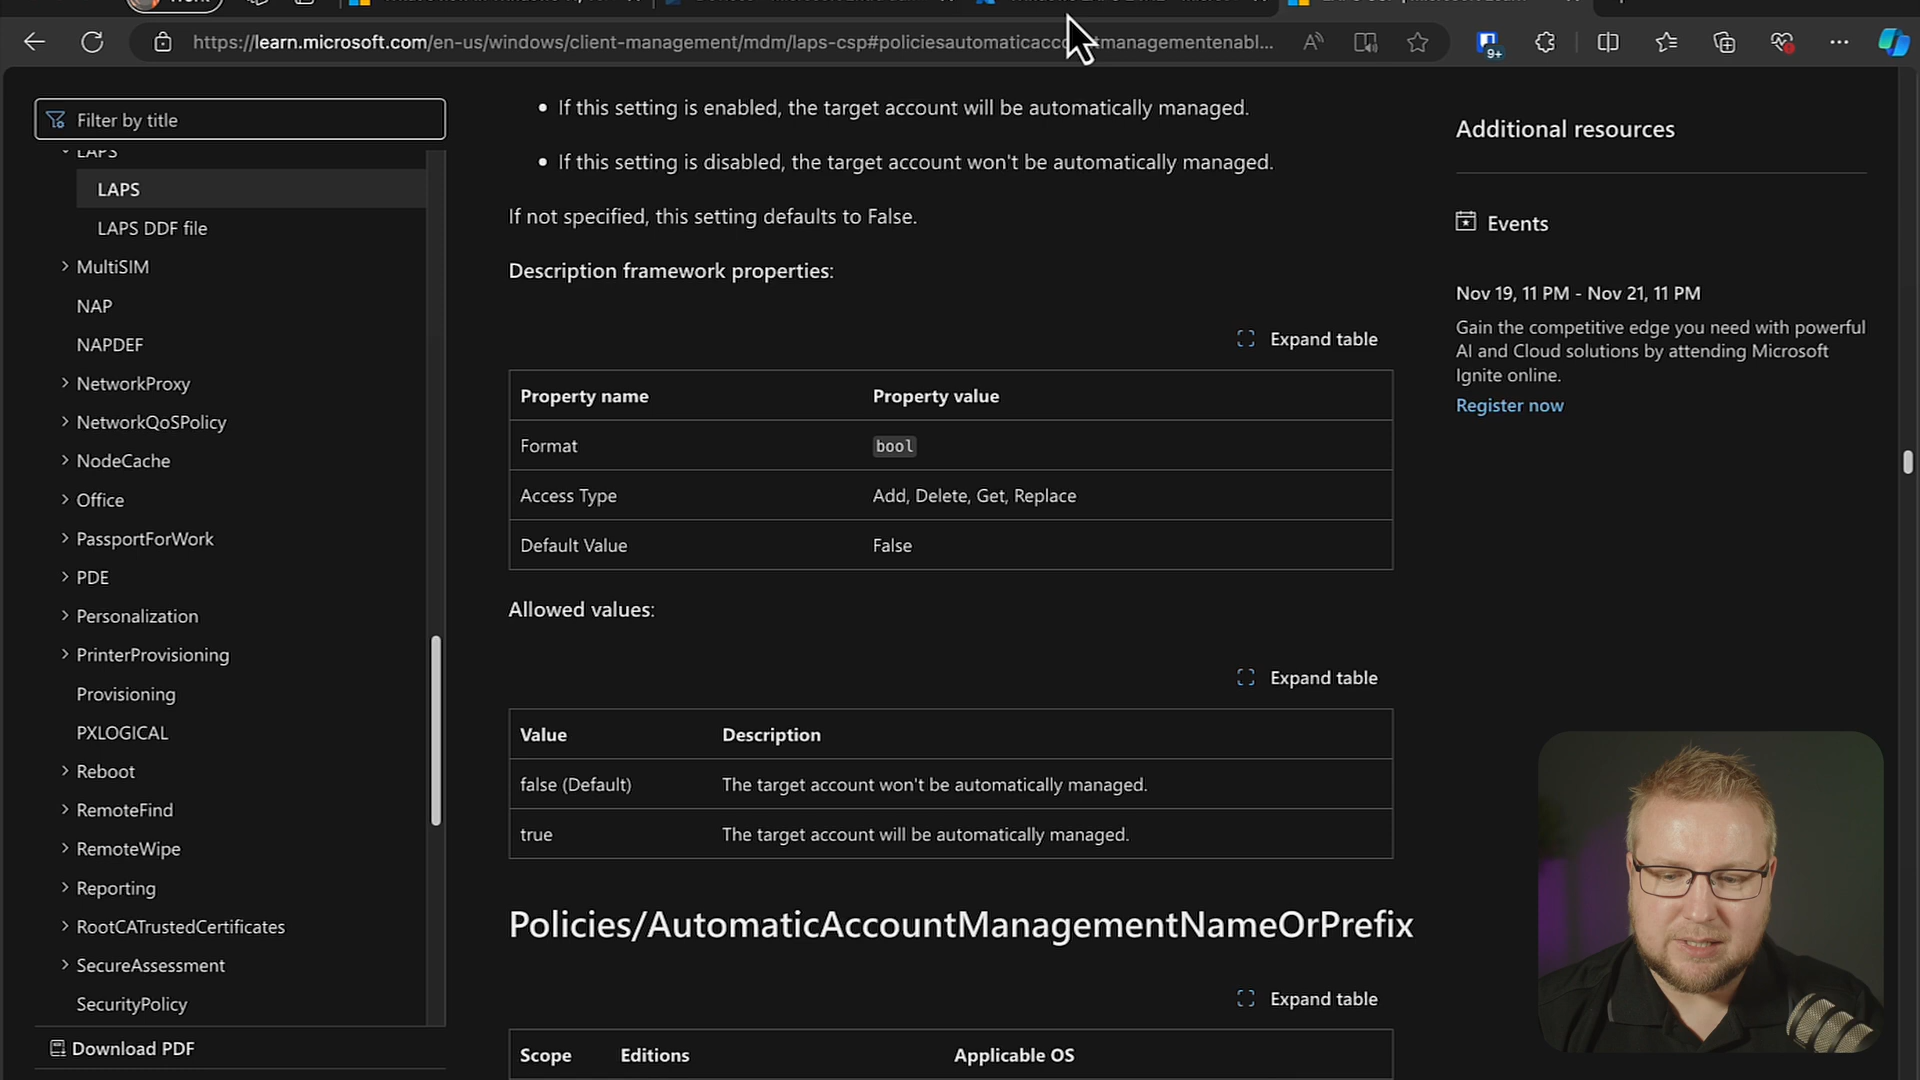 https://learn.microsoft.com/en-us/windows/client-management/mdm/laps-csp#policiesautomaticacc managementenabl...
9+
Filter by title
LAPS
LAPS
LAPS DDF file
MultiSIM
NAP
NAPDEF
NetworkProxy
NetworkQoSPolicy
NodeCache
Office
PassportForWork
PDE
Personalization
PrinterProvisioning
Provisioning
PXLOGICAL
Reboot
RemoteFind
RemoteWipe
Reporting
RootCATrustedCertificates
SecureAssessment
SecurityPolicy
Download PDF
• If this setting is enabled, the target account will be automatically managed.
• If this setting is disabled, the target account won't be automatically managed.
If not specified, this setting defaults to False.
Description framework properties:
Expand table
Property name Property value
Format bool
Access Type Add, Delete, Get, Replace
Default Value False
Allowed values:
Expand table
Value Description
false (Default) The target account won't be automatically managed.
true The target account will be automatically managed.
Policies/AutomaticAccountManagementNameOrPrefix
Expand table
Scope Editions Applicable OS
Additional resources
Events
Nov 19, 11 PM - Nov 21, 11 PM
Gain the competitive edge you need with powerful
AI and Cloud solutions by attending Microsoft
Ignite online.
Register now